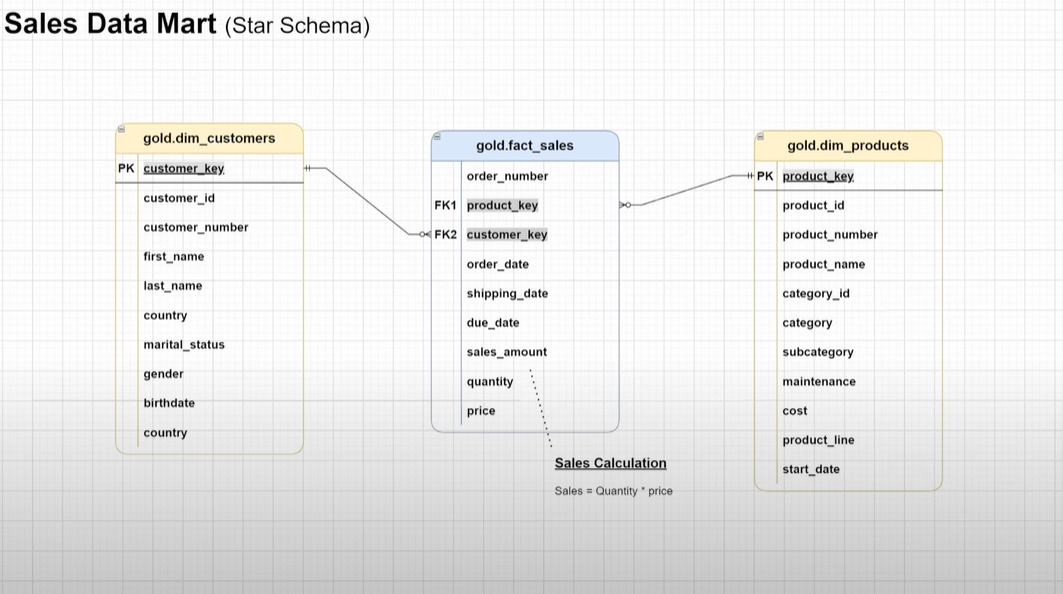 Sales Data Mart (Star Schema)
gold.dim_customers
PK customer_key
customer_id
customer_number
first_name
last_name
country
marital_status
gender
birthdate
country
gold.fact_sales
order_number
FK1 product_key
FK2 customer_key
order_date
shipping_date
due_date
sales_amount
quantity
price
Sales Calculation
Sales = Quantity * price
gold.dim_products
PK product_key
product_id
product_number
product_name
category_id
category
subcategory
maintenance
cost
product_line
start_date